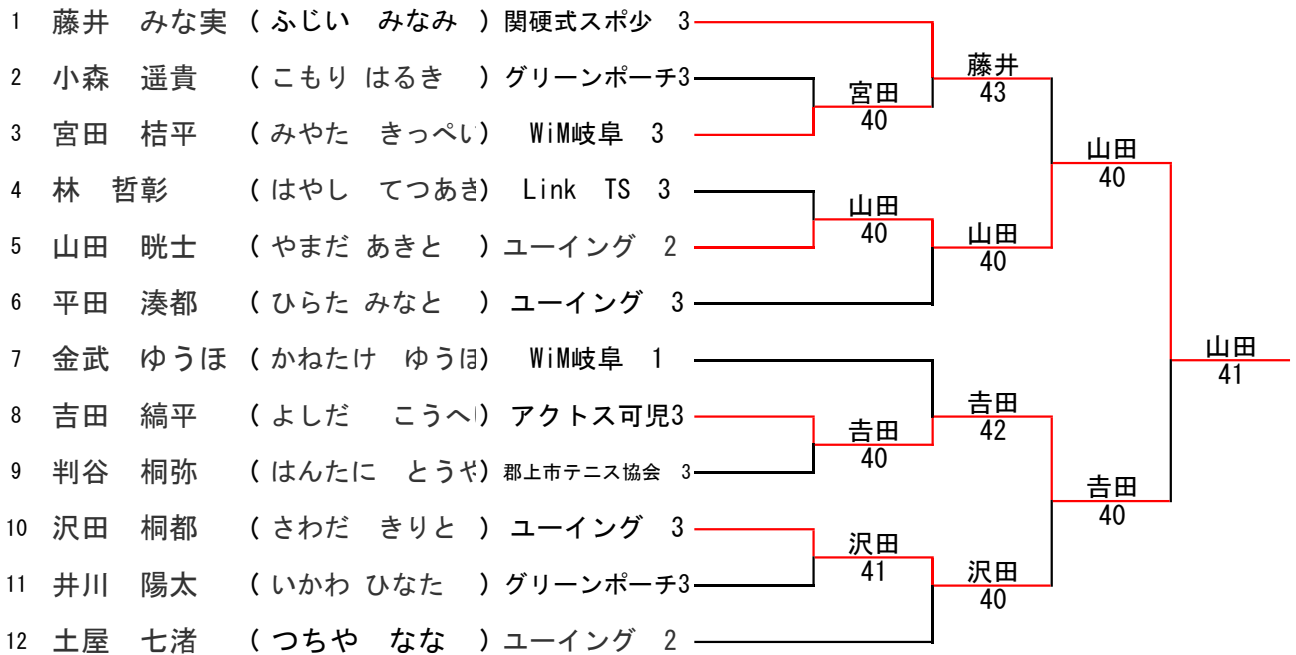 1 藤井 みな実 ( ふじい みなみ ) 関硬式スポ少 3
2 小森 遥貴 ( こもり はるき ) グリーンポーチ3
3 宮田 桔平 ( みやた きっぺい) WiM岐阜 3
4 林 哲彰 ( はやし てつあき) Link TS 3
5 山田 晄士 ( やまだ あきと ) ユーイング 2
6 平田 湊都 ( ひらた みなと ) ユーイング 3
7 金武 ゆうほ ( かねたけ ゆうほ) WiM岐阜 1
8 吉田 縞平 ( よしだ こうへ) アクトス可児3
9 判谷 桐弥 ( はんたに とうや) 郡上市テニス協会 3
10 沢田 桐都 ( さわだ きりと ) ユーイング 3
11 井川 陽太 ( いかわ ひなた ) グリーンポーチ3
12 土屋 七渚 ( つちや なな ) ユーイング 2
宮田
40
山田
40
𠮷田
40
沢田
41
藤井
43
山田
40
𠮷田
42
沢田
40
山田
40
𠮷田
40
山田
41